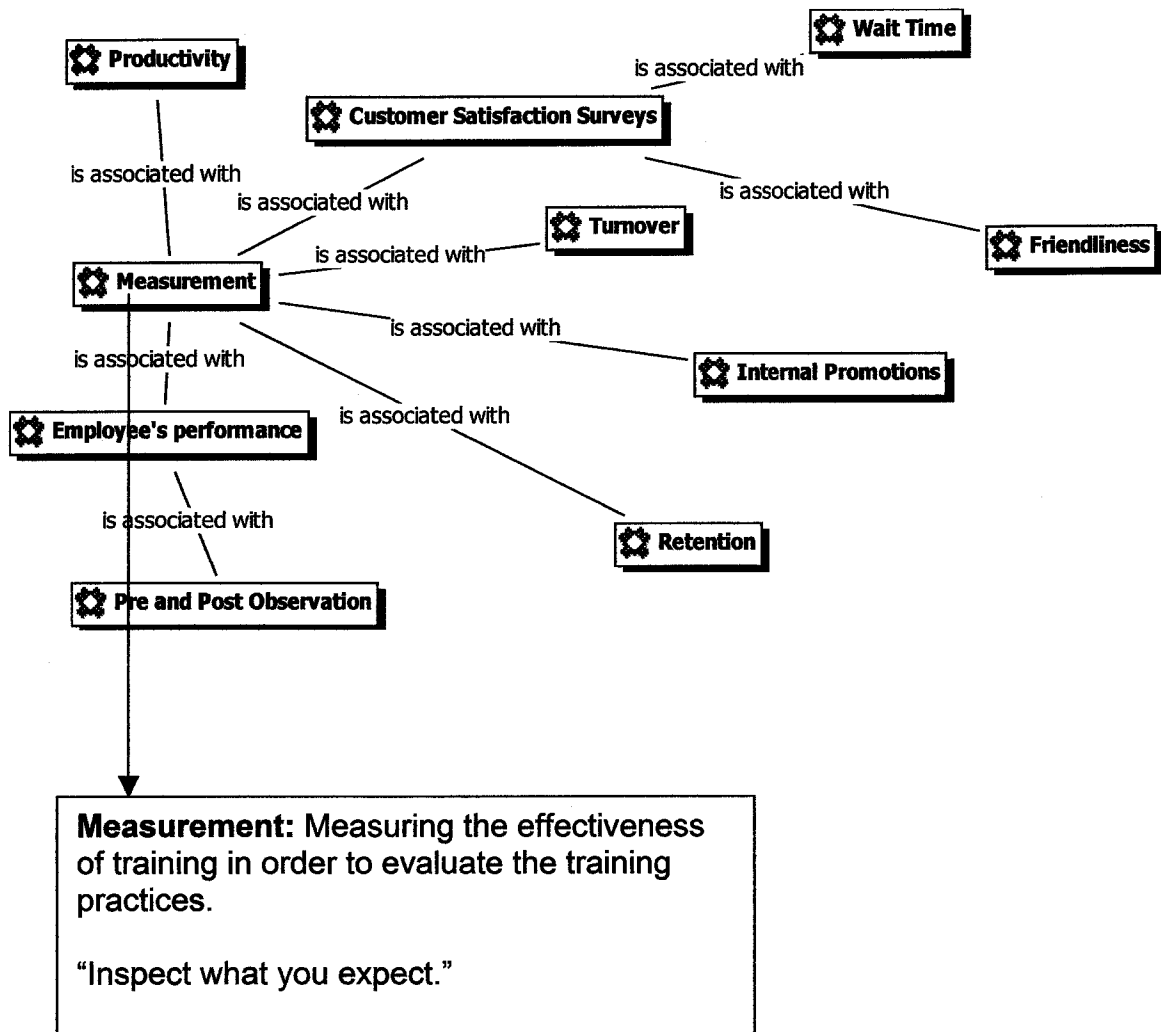 Wait Time
Productivity
is associated with
Customer Satisfaction Surveys
is associated with
is associated with
is associated with
Turnover
is associated with
Friendliness
Measurement
is associated with
is associated with
Internal Promotions
is associated with
Employee's performance
is associated with
Retention
Pre and Post Observation
Measurement: Measuring the effectiveness
of training in order to evaluate the training
practices.
“Inspect what you expect.”